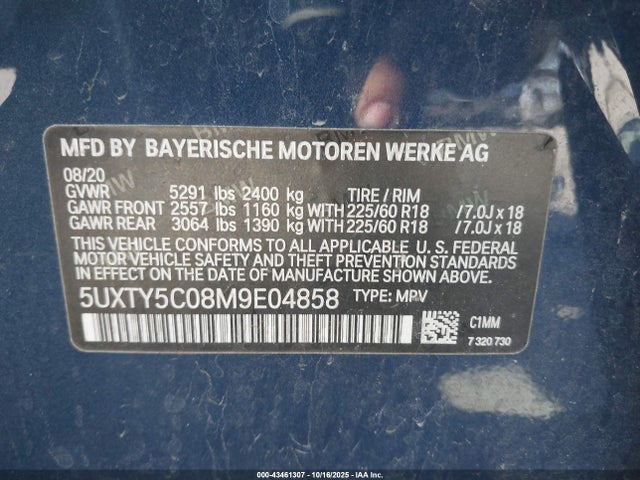 MFD BY BAYERISCHE MOTOREN WERKE AG
08/20
GVWR 5291 lbs 2400 kg TIRE / RIM
GAWR FRONT 2557 lbs 1160 kg WITH 225/60 R18 /7.0J x 18
GAWR REAR 3064 lbs 1390 kg WITH 225/60 R18 /7.0J x 18
THIS VEHICLE CONFORMS TO ALL APPLICABLE U. S. FEDERAL
MOTOR VEHICLE SAFETY AND THEFT PREVENTION STANDARDS
IN EFFECT ON THE DATE OF MANUFACTURE SHOWN ABOVE.
5UXTY5C08M9E04858 TYPE: MPV
C1MM
7 320 730
000-43461307 - 10/16/2025 - IAA Inc.